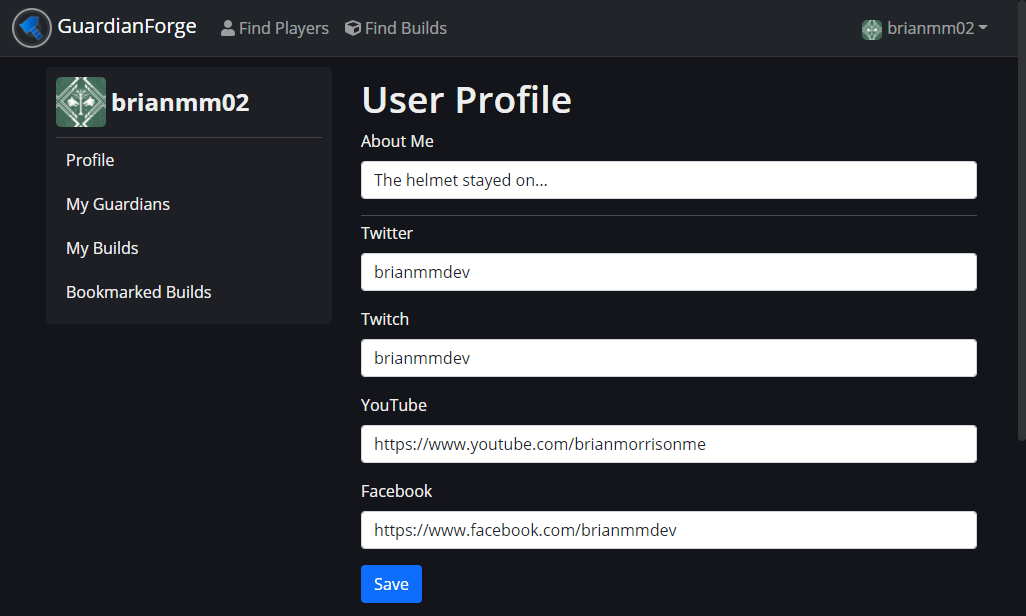 GuardianForge Find Players Find Builds brianmm02
brianmm02
Profile
My Guardians
My Builds
Bookmarked Builds
User Profile
About Me
The helmet stayed on...
Twitter
brianmmdev
Twitch
brianmmdev
YouTube
https://www.youtube.com/brianmorrisonme
Facebook
https://www.facebook.com/brianmmdev
Save